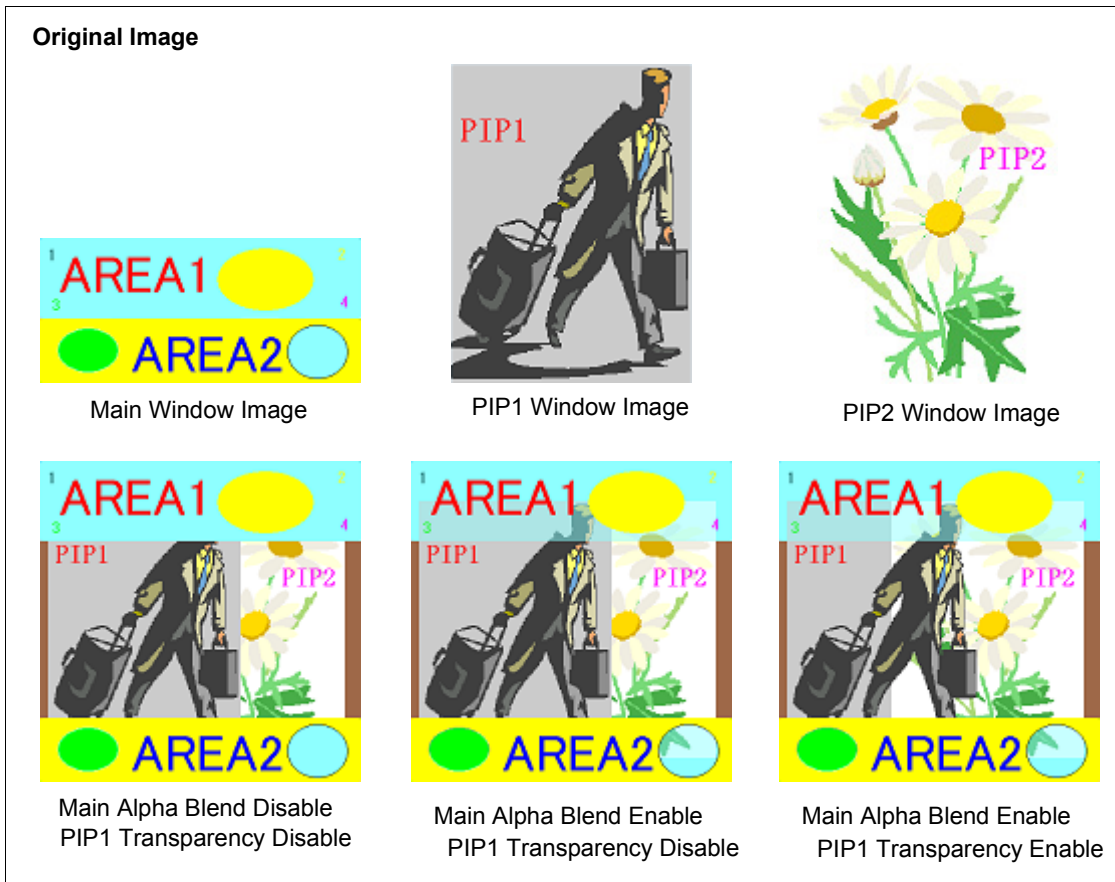 Original Image
PIP1
PIP2
1
2
AREA1
3
4
AREA2
Main Window Image
PIP1 Window Image
PIP2 Window Image
1
2
AREA1
3
4
PIP1
PIP2
AREA2
1
2
AREA1
3
4
PIP1
PIP2
AREA2
1
2
AREA1
3
4
PIP1
PIP2
AREA2
Main Alpha Blend Disable
PIP1 Transparency Disable
Main Alpha Blend Enable
PIP1 Transparency Disable
Main Alpha Blend Enable
PIP1 Transparency Enable